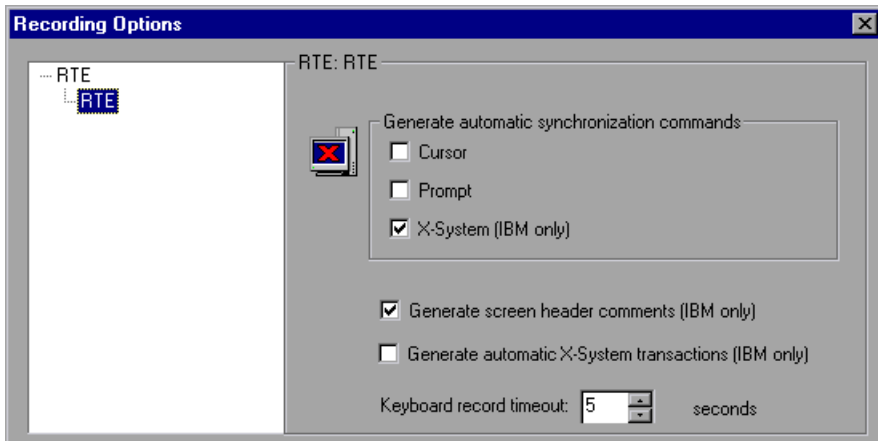 Recording Options
RTE
RTE
RTE: RTE
Generate automatic synchronization commands
Cursor
Prompt
X-System (IBM only)
Generate screen header comments (IBM only)
Generate automatic X-System transactions (IBM only)
Keyboard record timeout: 5 seconds